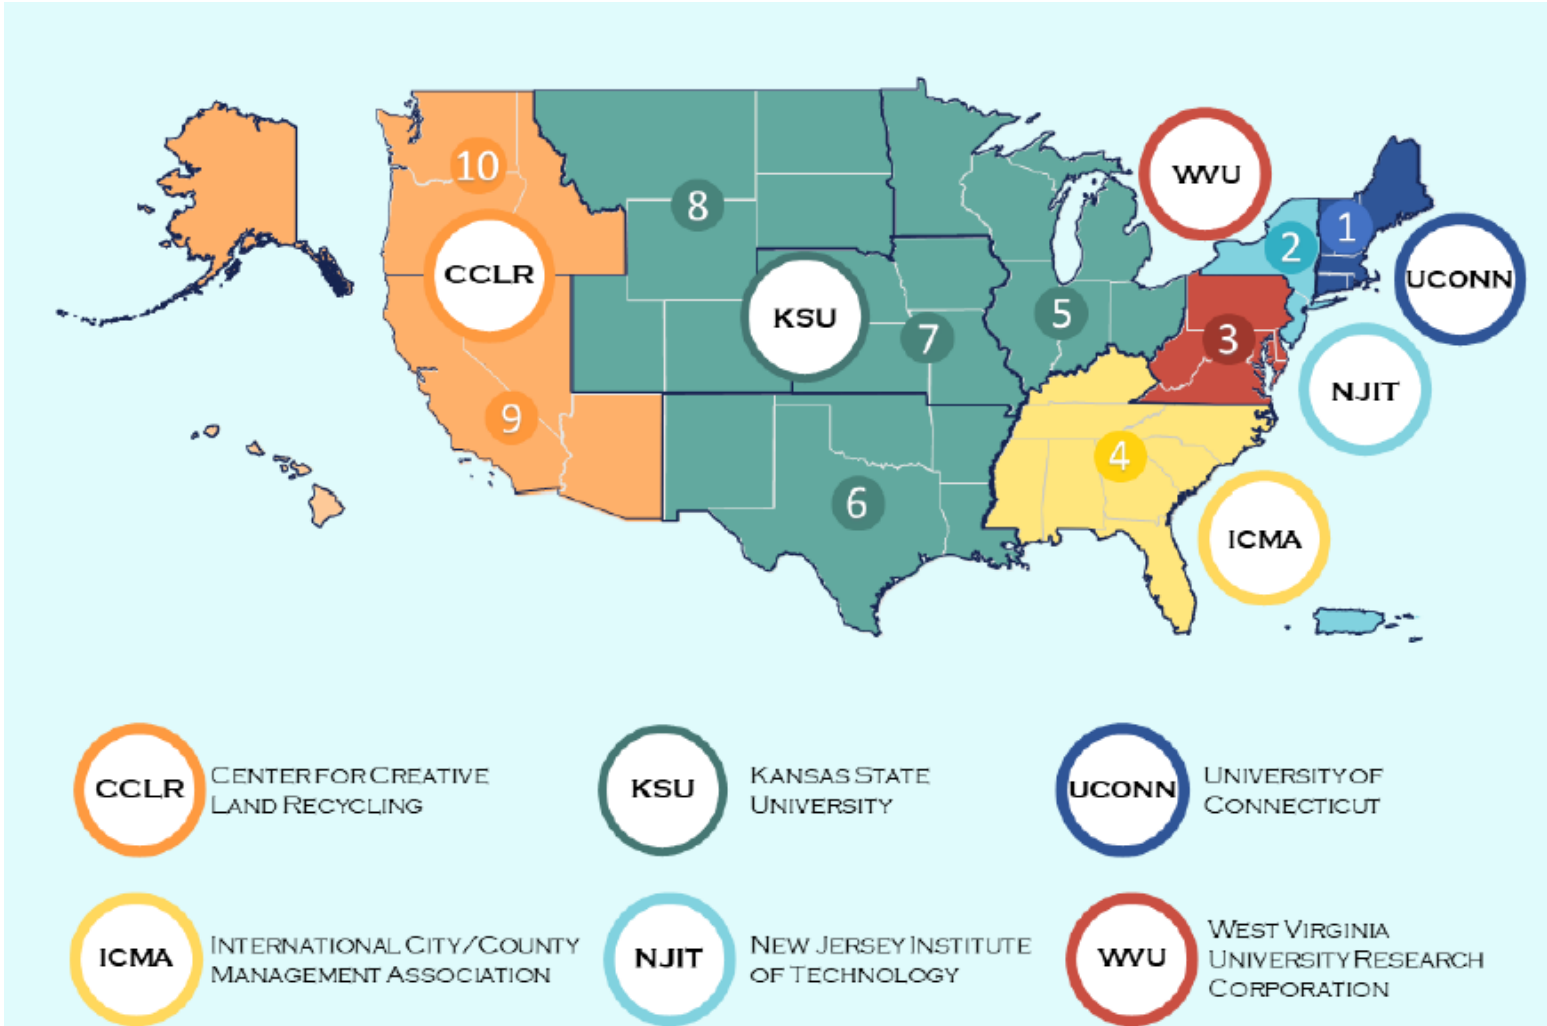 WVU
10
8
1
2
CCLR
UCONN
KSU
5
7
3
NJIT
9
4
6
ICMA
CCLR
CENTER FOR CREATIVE
LAND RECYCLING
KSU
KANSAS STATE
UNIVERSITY
UCONN
UNIVERSITY OF
CONNECTICUT
ICMA
INTERNATIONAL CITY/COUNTY
MANAGEMENT ASSOCIATION
NJIT
NEW JERSEY INSTITUTE
OF TECHNOLOGY
WVU
WEST VIRGINIA
UNIVERSITY RESEARCH
CORPORATION